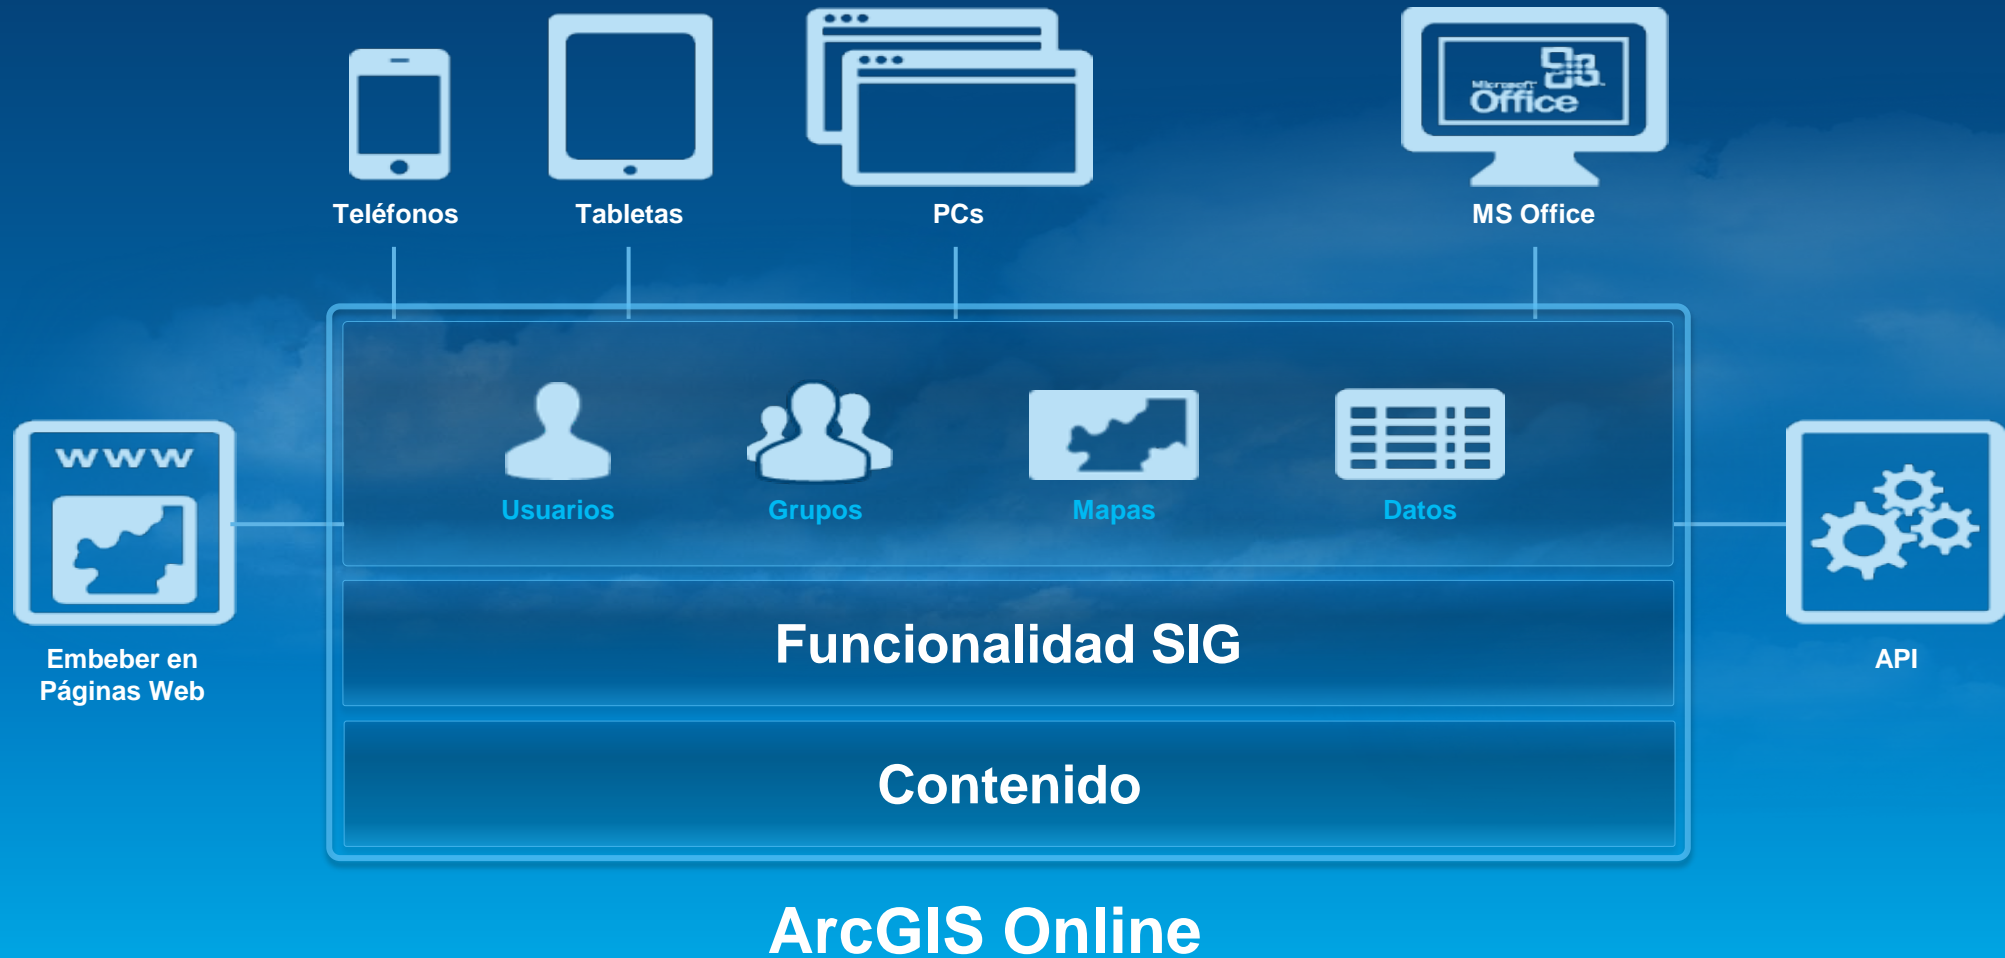 Microsoft
Office
Teléfonos
Tabletas
PCs
MS Office
Usuarios
Grupos
Mapas
Datos
www
Embeber en
Páginas Web
API
Funcionalidad SIG
Contenido
ArcGIS Online